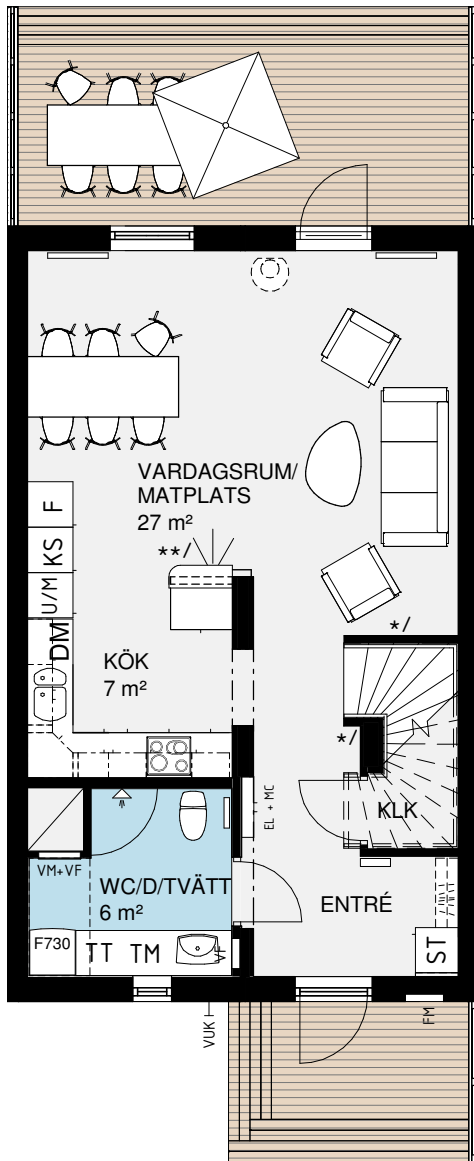 VARDAGSRUM/
MATPLATS
27 m²
**/
F
KS
U/M
DM
KÖK
7 m²
*/
*/
EL + MC
KLK
VM+VF
WC/D/TVÄTT
6 m²
ENTRÉ
F730
TT TM
VF
ST
VUK
FM